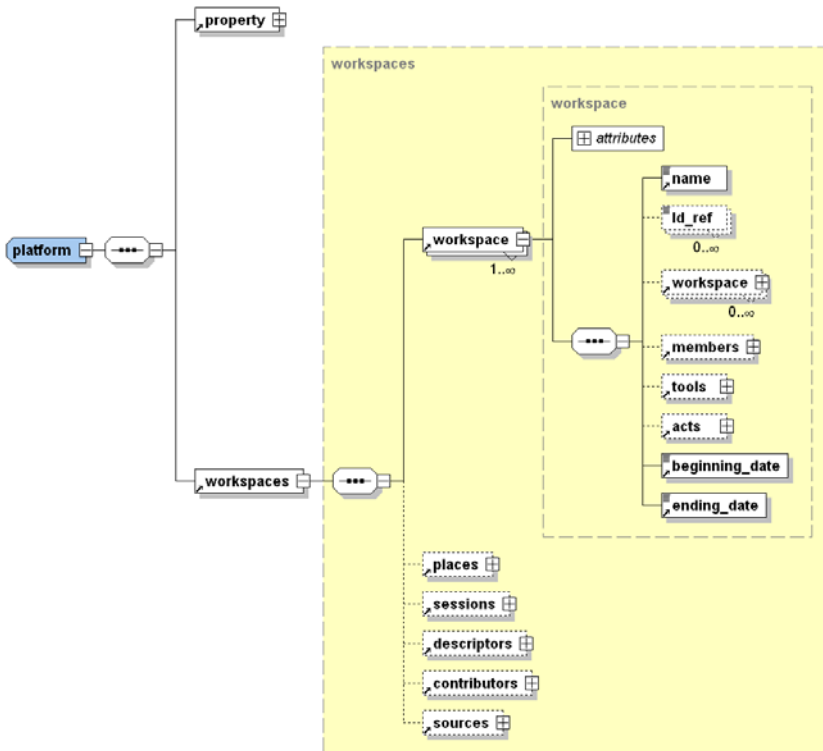 property
workspaces
workspace
attributes
name
ld_ref
0..∞
workspace
1..∞
workspace
0..∞
platform
members
tools
acts
beginning_date
ending_date
workspaces
places
sessions
descriptors
contributors
sources